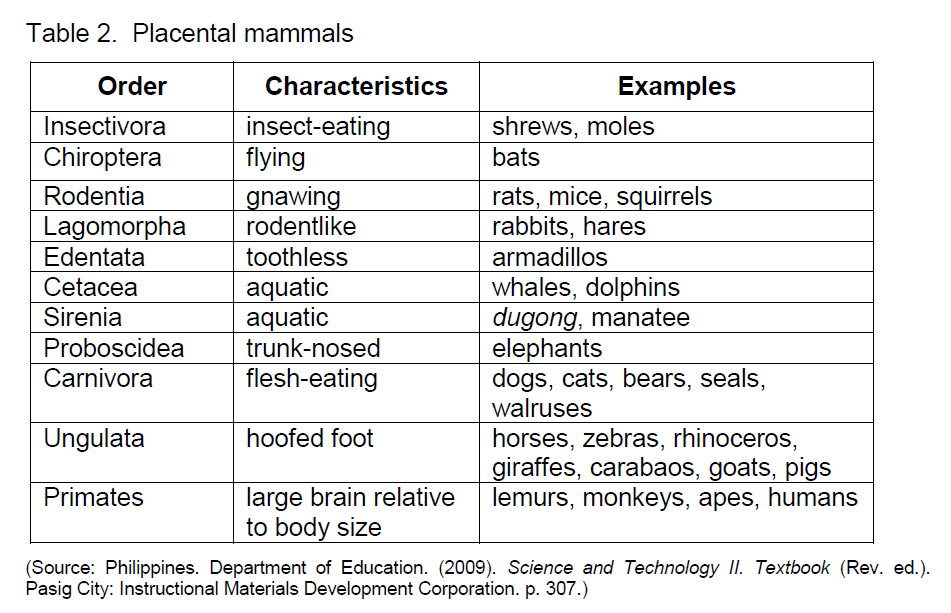 Table 2. Placental mammals
Order Characteristics Examples
Insectivora insect-eating shrews, moles
Chiroptera flying bats
Rodentia gnawing rats, mice, squirrels
Lagomorpha rodentlike rabbits, hares
Edentata toothless armadillos
Cetacea aquatic whales, dolphins
Sirenia aquatic dugong, manatee
Proboscidea trunk-nosed elephants
Carnivora flesh-eating dogs, cats, bears, seals,
walruses
Ungulata hoofed foot horses, zebras, rhinoceros,
giraffes, carabaos, goats, pigs
Primates large brain relative lemurs, monkeys, apes, humans
to body size
(Source: Philippines. Department of Education. (2009). Science and Technology II. Textbook (Rev. ed.).
Pasig City: Instructional Materials Development Corporation. p. 307.)